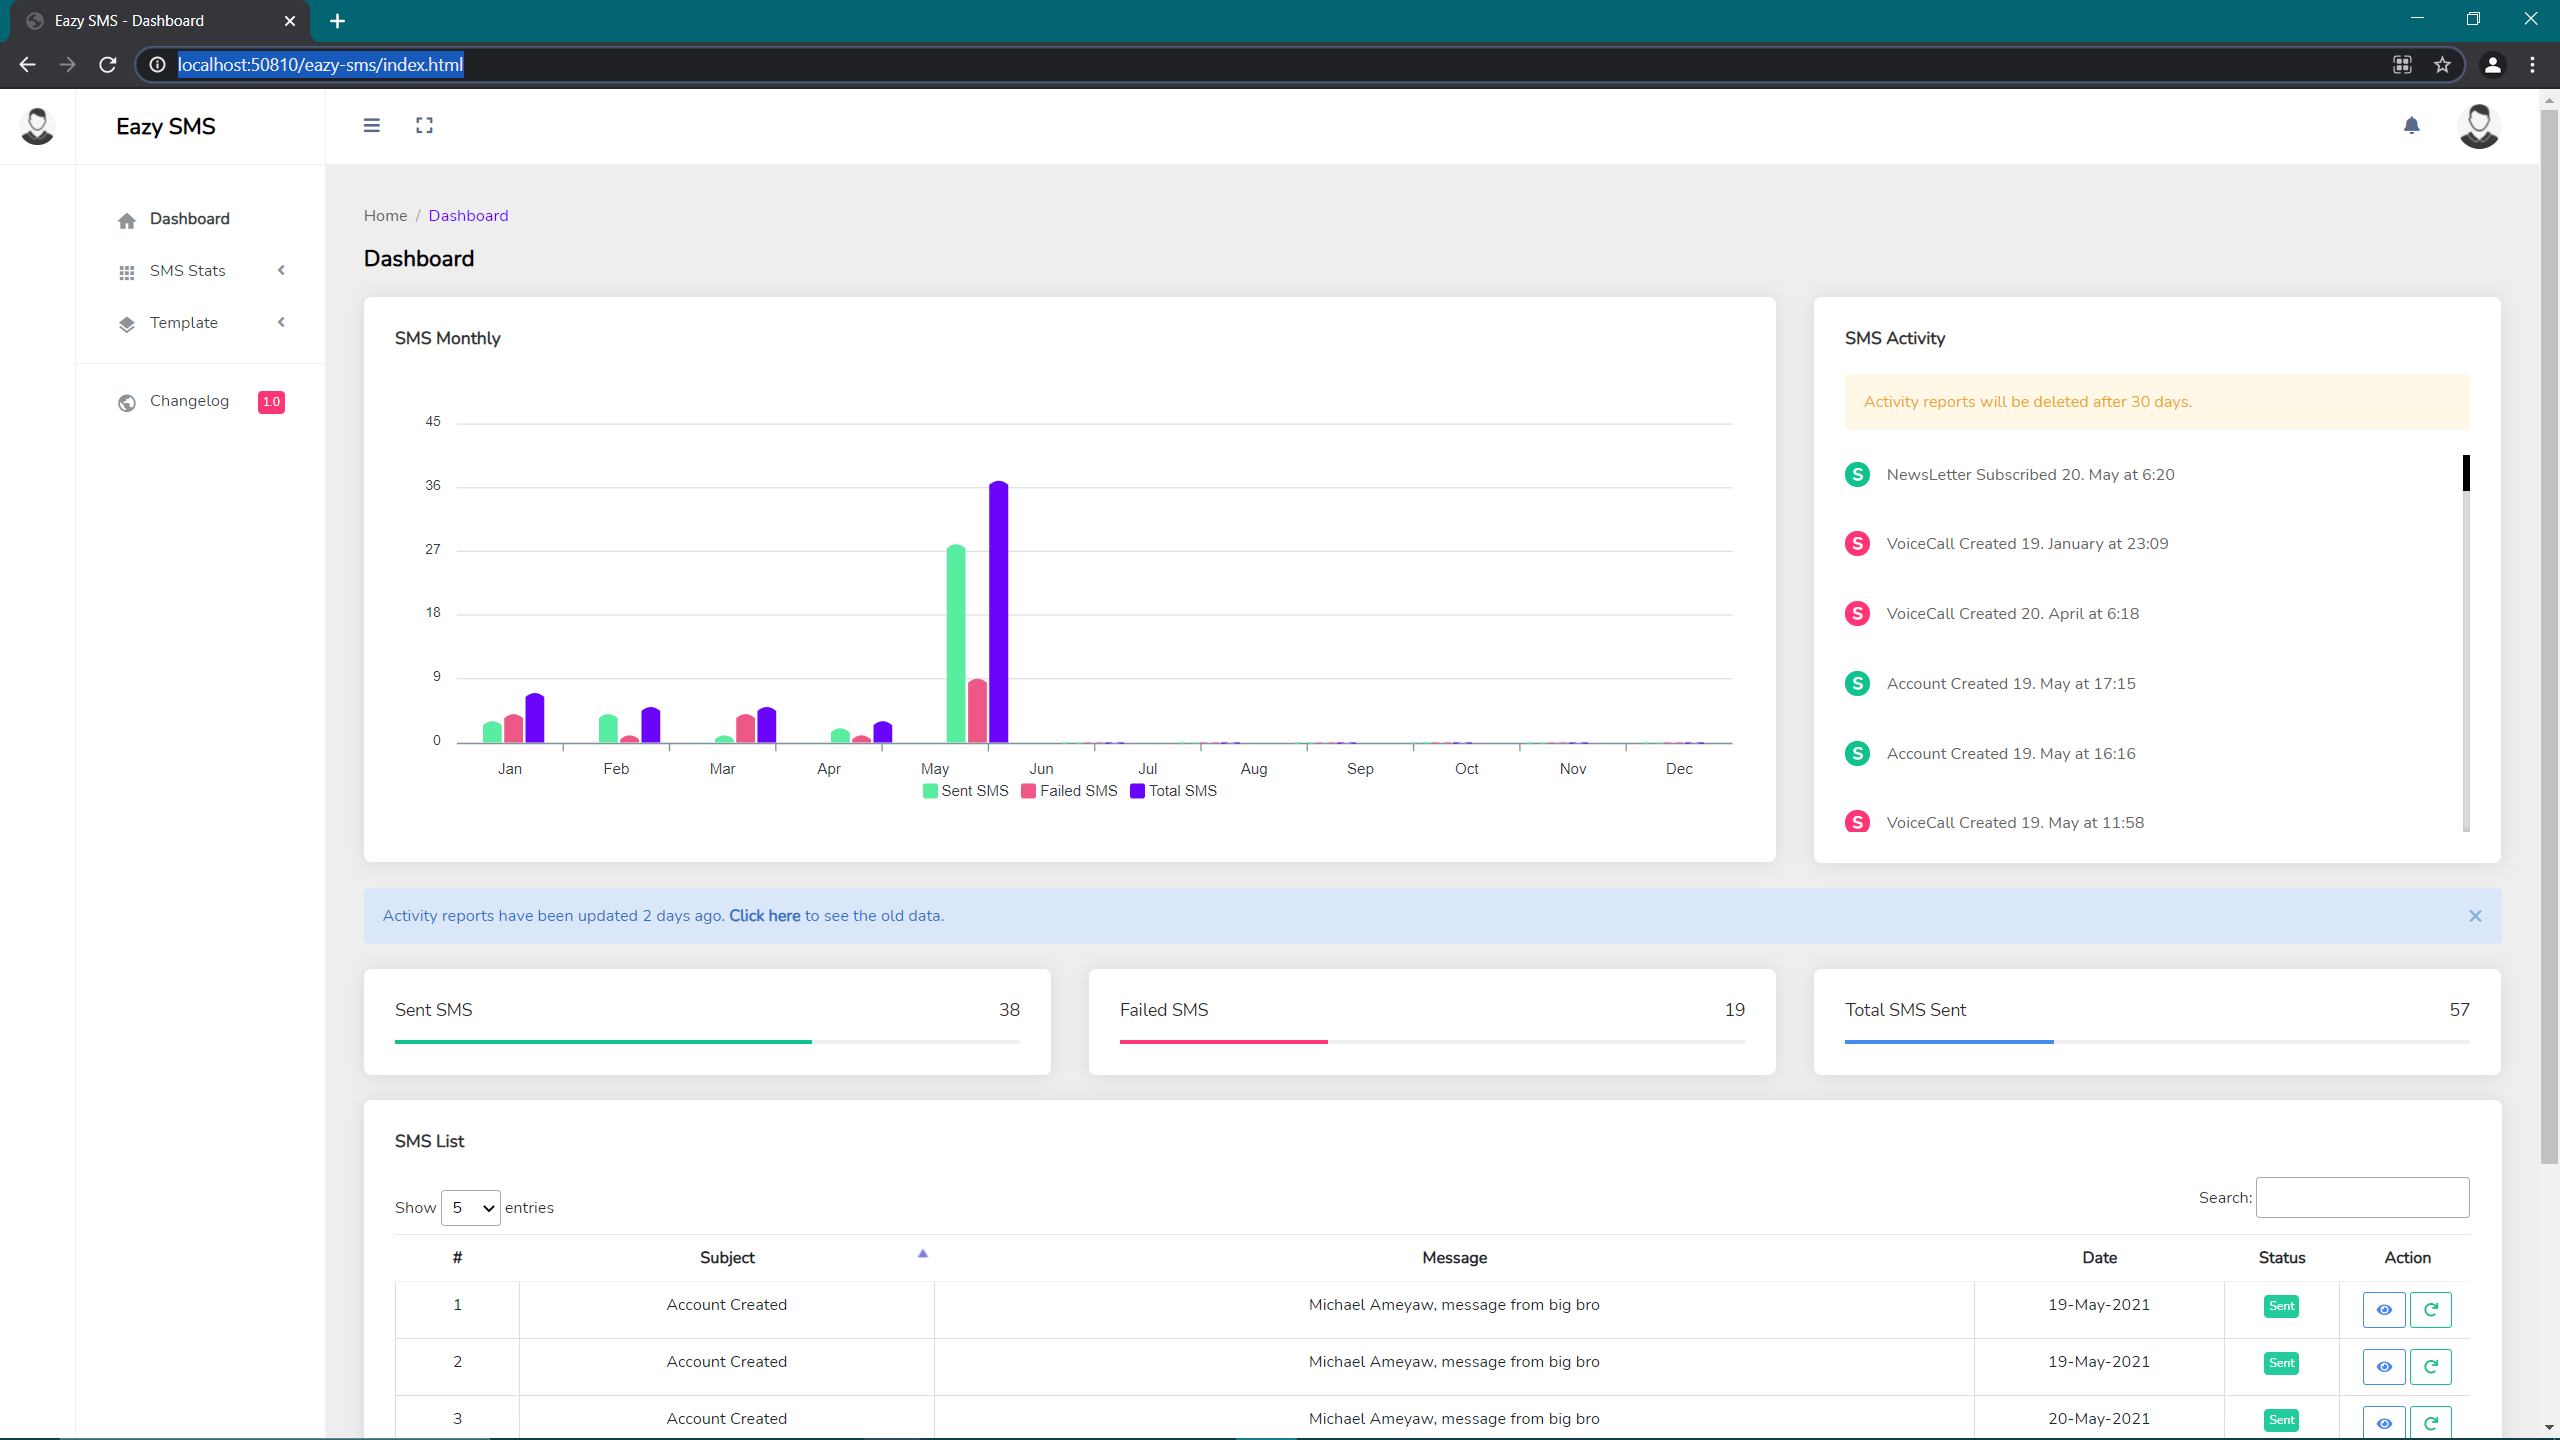 Eazy SMS - Dashboard
localhost:50810/eazy-sms/index.html
Eazy SMS
Dashboard
SMS Stats
Template
Changelog 1.0
Home / Dashboard
Dashboard
SMS Monthly
45
36
27
18
9
0
Jan Feb Mar Apr May Jun Jul Aug Sep Oct Nov Dec
Sent SMS Failed SMS Total SMS
SMS Activity
Activity reports will be deleted after 30 days.
S NewsLetter Subscribed 20. May at 6:20
S VoiceCall Created 19. January at 23:09
S VoiceCall Created 20. April at 6:18
S Account Created 19. May at 17:15
S Account Created 19. May at 16:16
S VoiceCall Created 19. May at 11:58
Activity reports have been updated 2 days ago. Click here to see the old data.
Sent SMS 38
Failed SMS 19
Total SMS Sent 57
SMS List
Show 5 entries
Search:
# Subject Message Date Status Action
1 Account Created Michael Ameyaw, message from big bro 19-May-2021 Sent
2 Account Created Michael Ameyaw, message from big bro 19-May-2021 Sent
3 Account Created Michael Ameyaw, message from big bro 20-May-2021 Sent